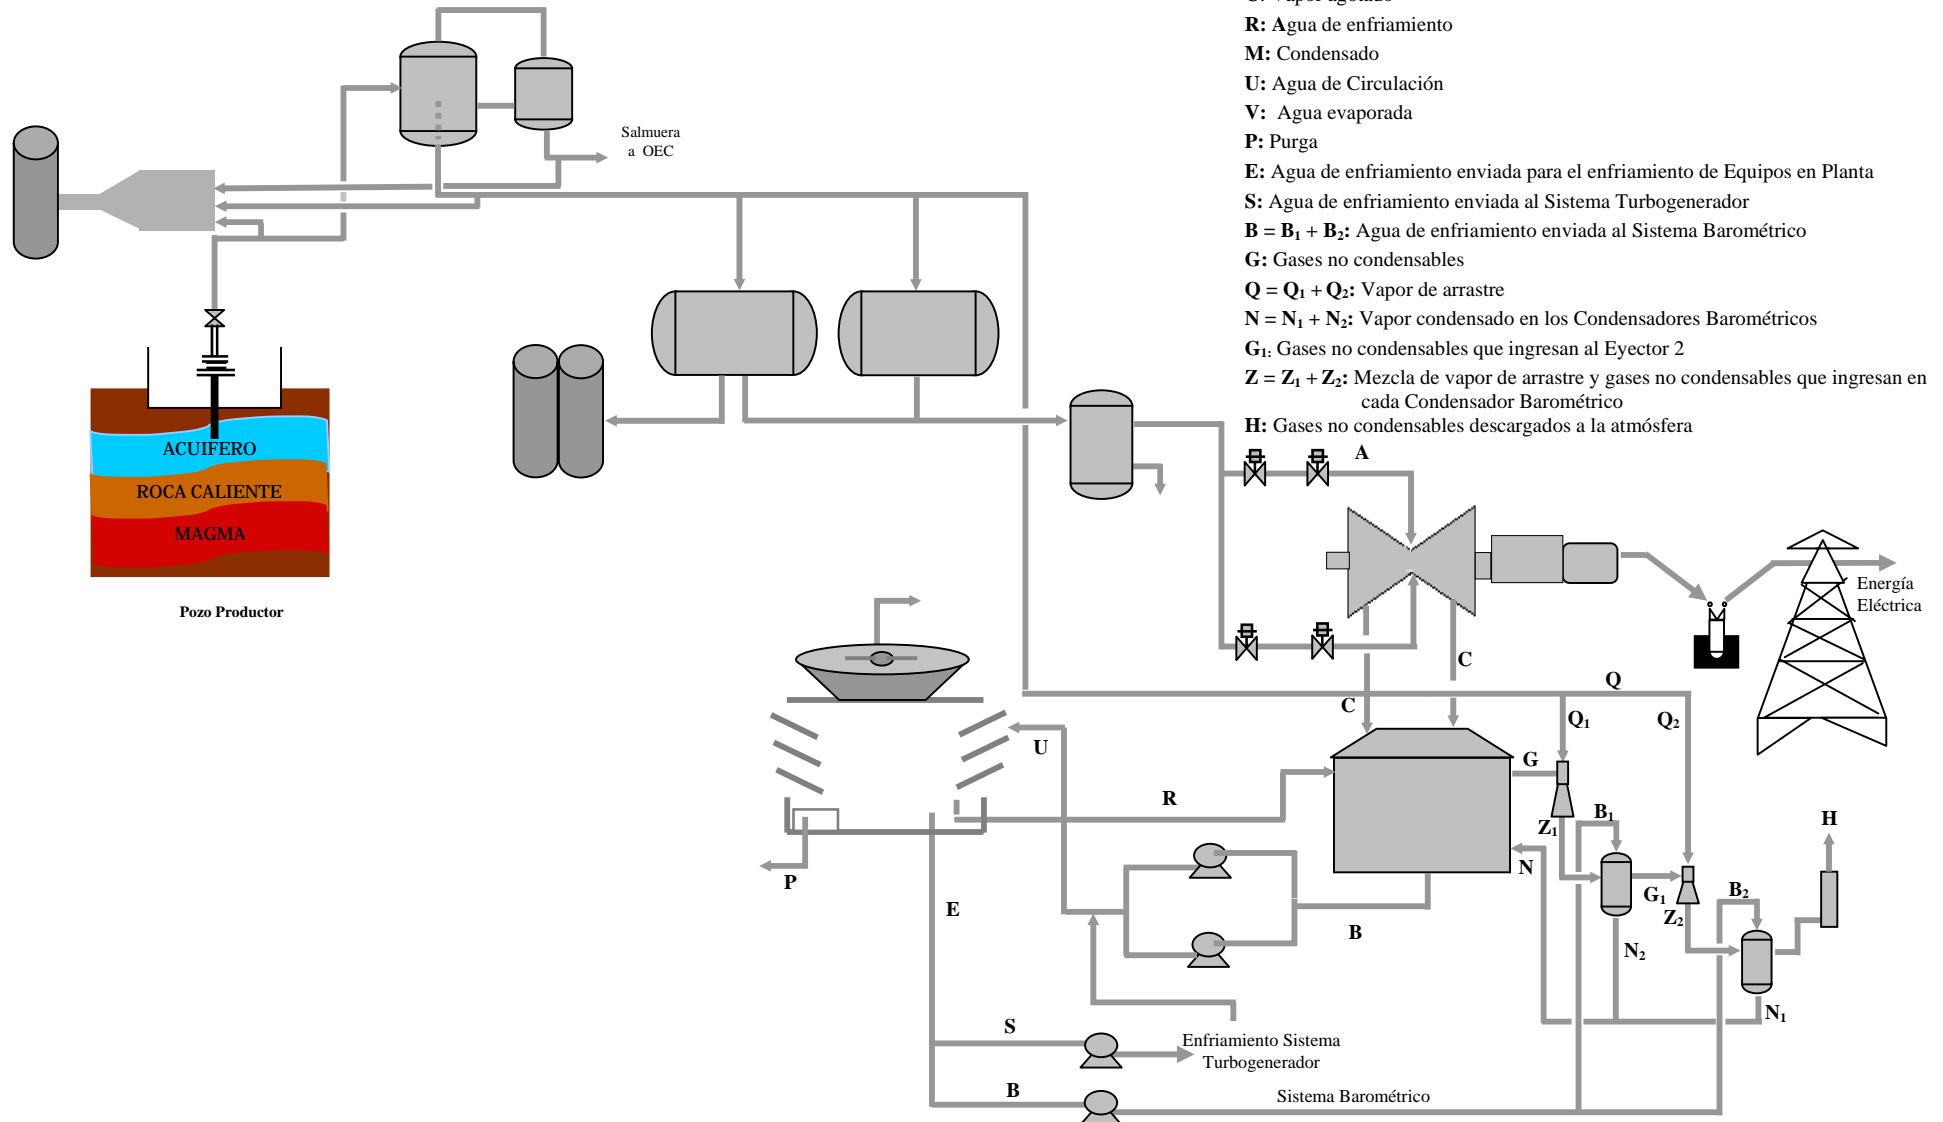 R: Agua de enfriamiento
M: Condensado
U: Agua de Circulación
V: Agua evaporada
P: Purga
E: Agua de enfriamiento enviada para el enfriamiento de Equipos en Planta
S: Agua de enfriamiento enviada al Sistema Turbogenerador
B = B₁ + B₂: Agua de enfriamiento enviada al Sistema Barométrico
G: Gases no condensables
Q = Q₁ + Q₂: Vapor de arrastre
N = N₁ + N₂: Vapor condensado en los Condensadores Barométricos
G₁: Gases no condensables que ingresan al Eyector 2
Z = Z₁ + Z₂: Mezcla de vapor de arrastre y gases no condensables que ingresan en
cada Condensador Barométrico
H: Gases no condensables descargados a la atmósfera
Salmuera
a OEC
ACUIFERO
ROCA CALIENTE
MAGMA
Pozo Productor
A
Energía
Eléctrica
C
C
Q
Q₁
Q₂
U
G
R
B₁
Z₁
H
N
P
G₁
B₂
E
Z₂
B
N₂
N₁
S
Enfriamiento Sistema
Turbogenerador
B
Sistema Barométrico